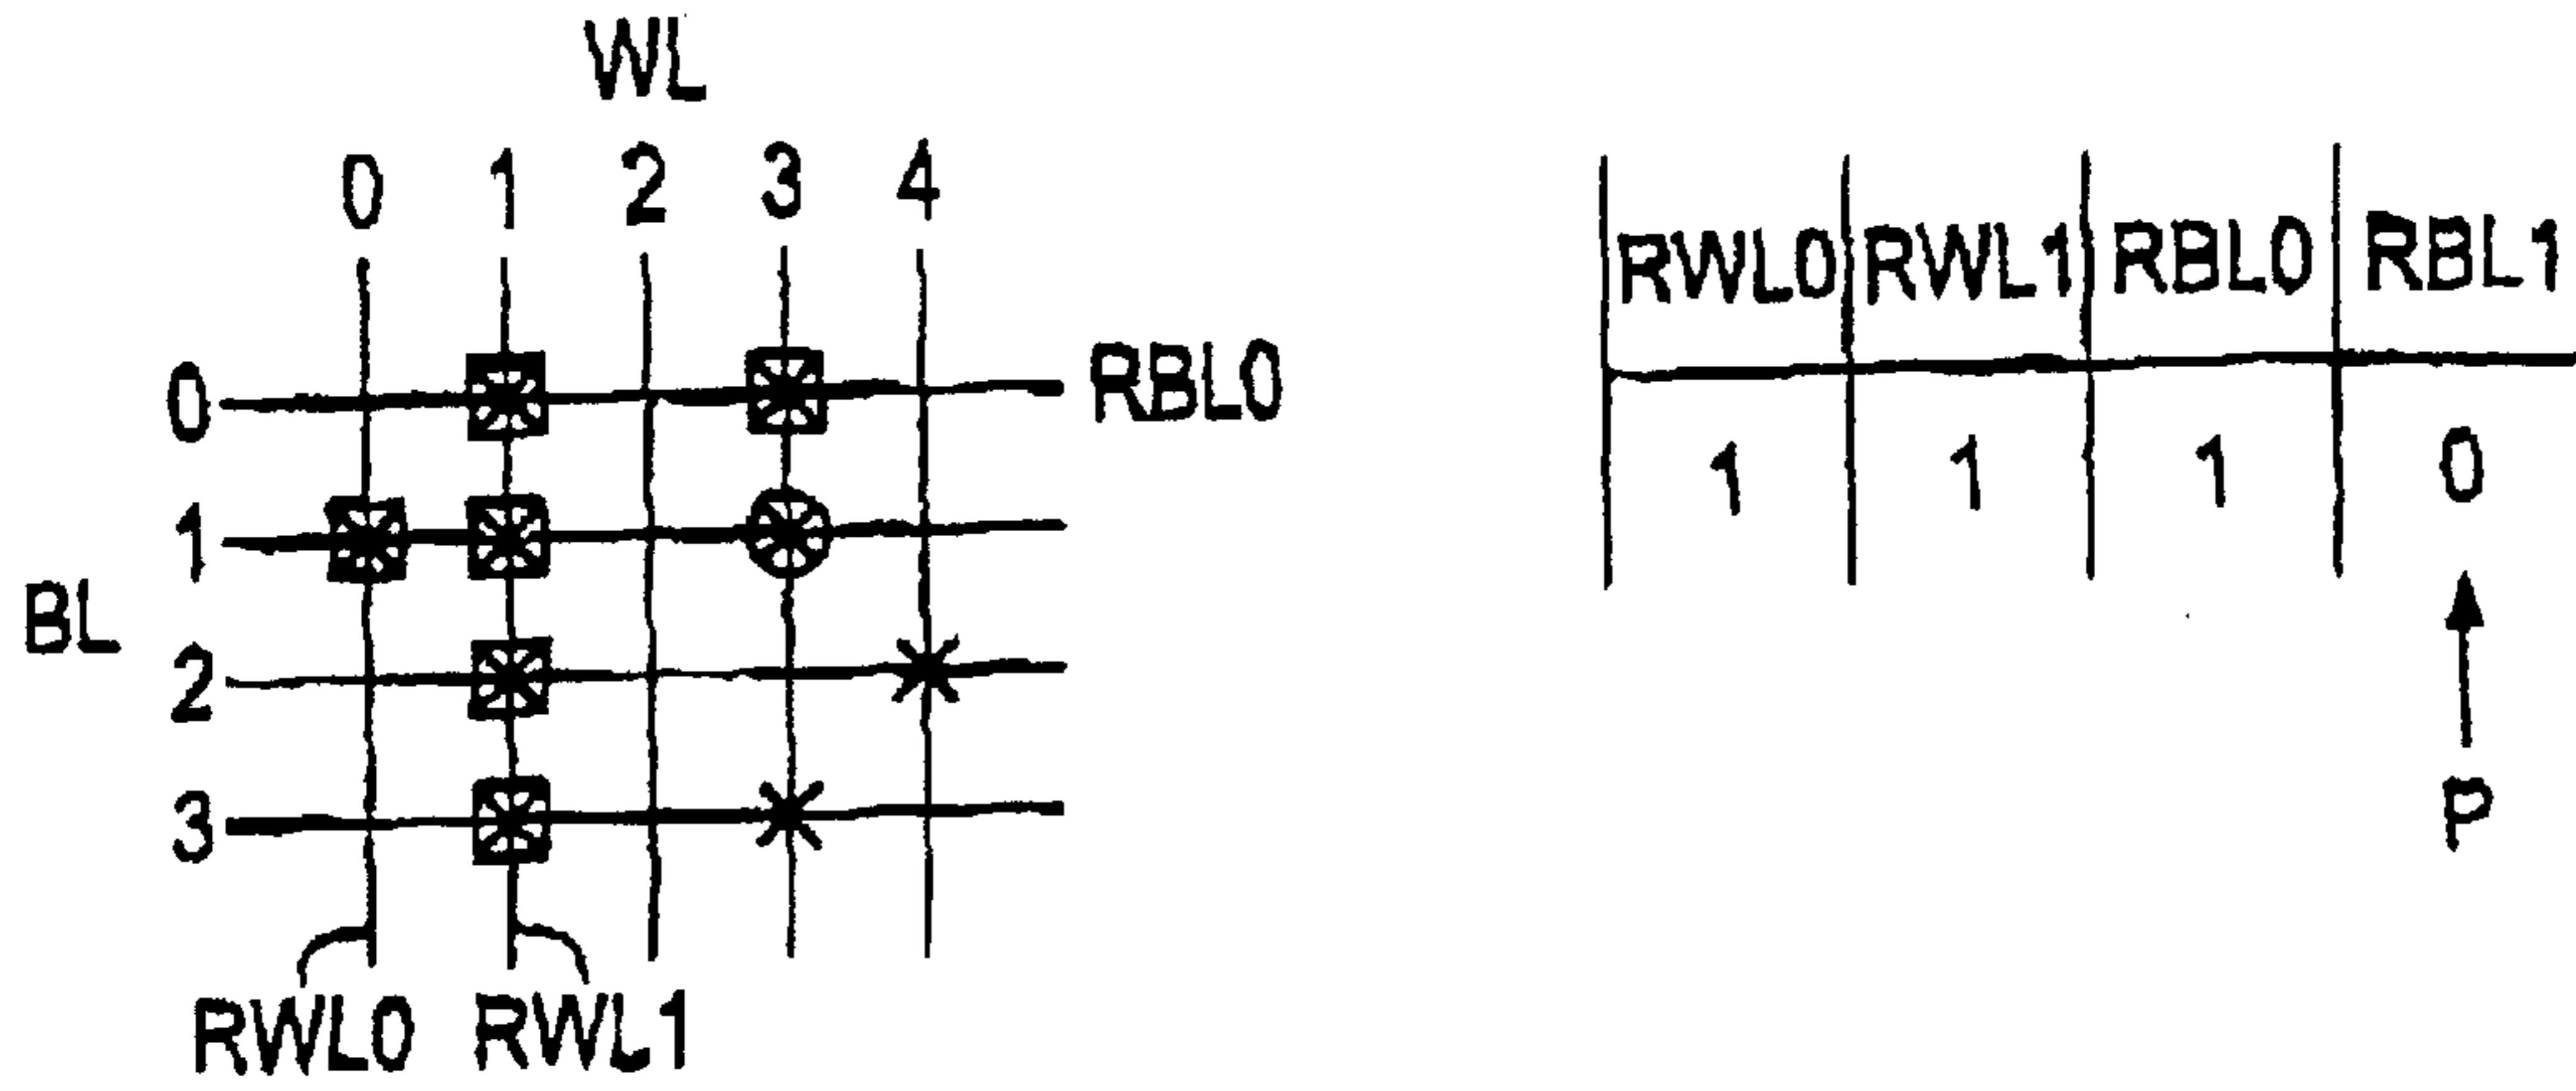 WL
0 1 2 3 4
0 RBL0
1
BL
2
3
RWL0 RWL1
RWL0 RWL1 RBL0 RBL1
1 1 1 0
P